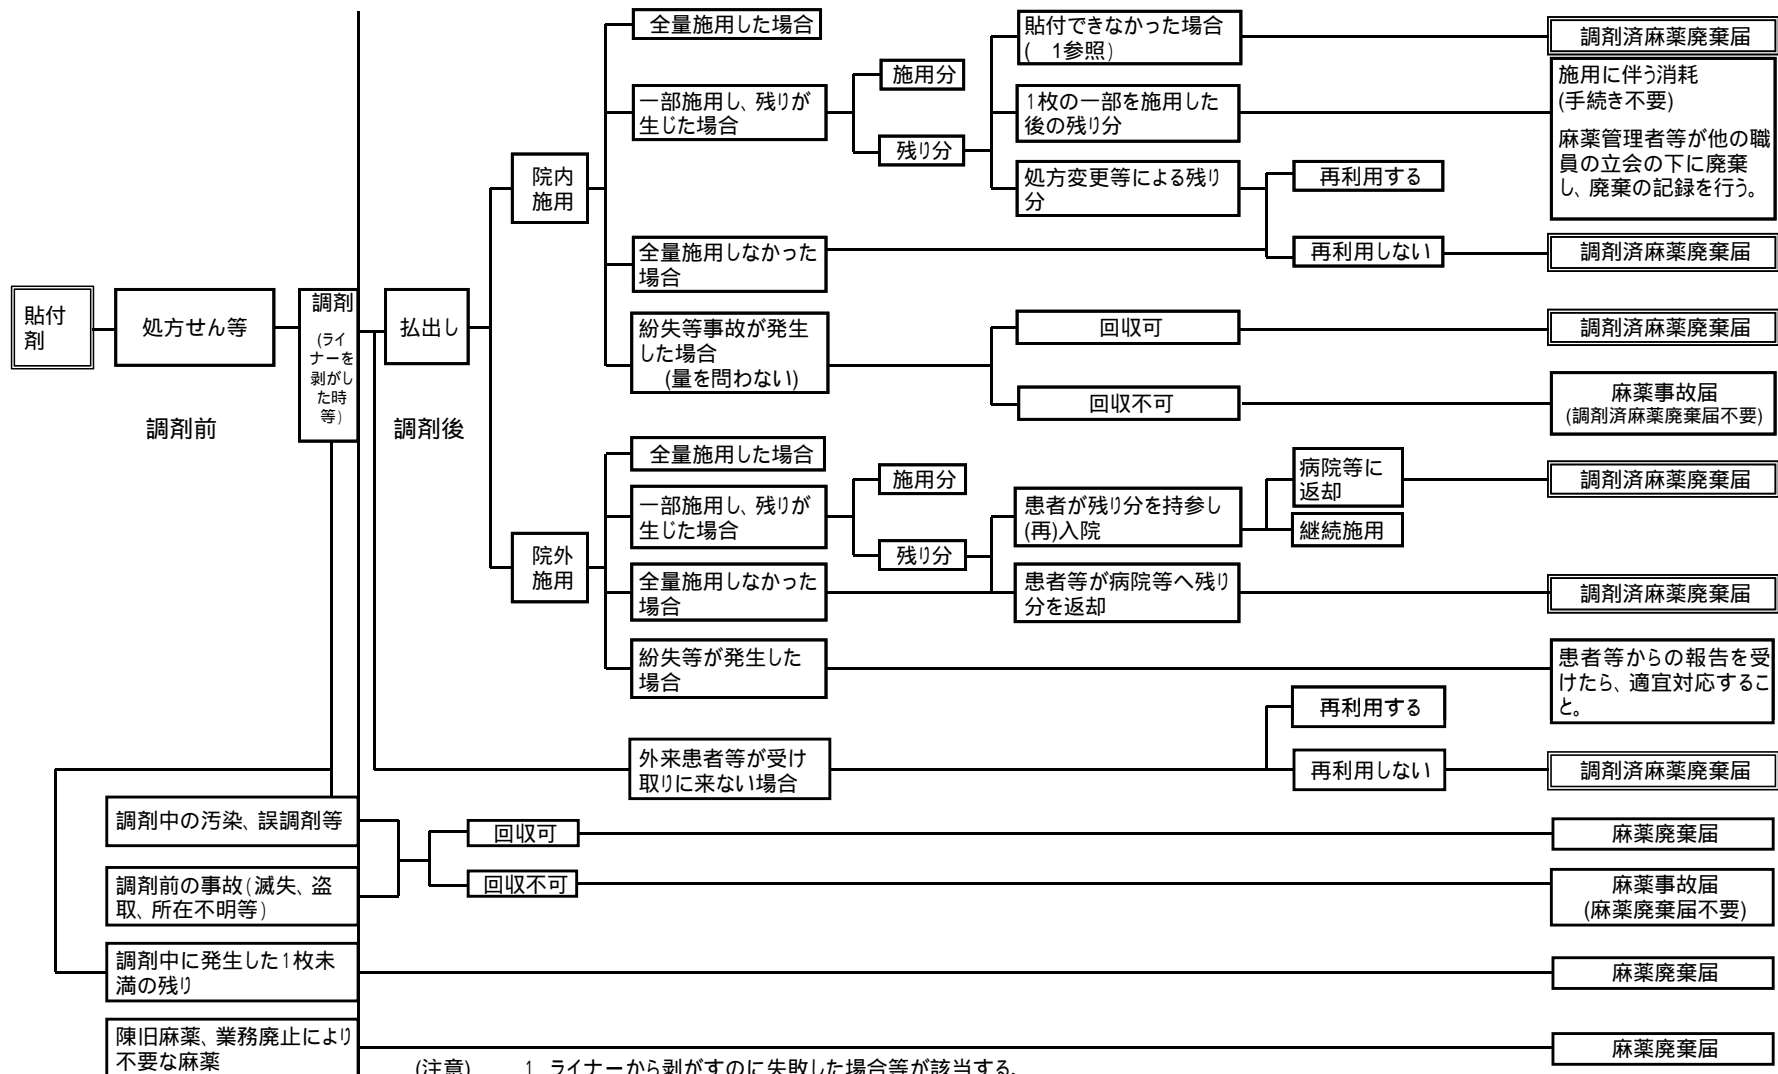 貼付
剤
処方せん等
調剤
(ライ
ナーを
剥がし
た時
等)
調剤前
調剤後
払出し
院内
施用
全量施用した場合
一部施用し、残りが
生じた場合
施用分
残り分
貼付できなかった場合
( 1参照)
調剤済麻薬廃棄届
1枚の一部を施用した
後の残り分
施用に伴う消耗
(手続き不要)
麻薬管理者等が他の職
員の立会の下に廃棄
し、廃棄の記録を行う。
処方変更等による残り
分
再利用する
全量施用しなかった
場合
再利用しない
調剤済麻薬廃棄届
紛失等事故が発生
した場合
(量を問わない)
回収可
調剤済麻薬廃棄届
回収不可
麻薬事故届
(調剤済麻薬廃棄届不要)
院外
施用
全量施用した場合
一部施用し、残りが
生じた場合
施用分
残り分
患者が残り分を持参し
(再)入院
病院等に
返却
調剤済麻薬廃棄届
継続施用
全量施用しなかった
場合
患者等が病院等へ残り
分を返却
調剤済麻薬廃棄届
紛失等が発生した
場合
患者等からの報告を受
けたら、適宜対応するこ
と。
外来患者等が受け
取りに来ない場合
再利用する
再利用しない
調剤済麻薬廃棄届
調剤中の汚染、誤調剤等
回収可
麻薬廃棄届
調剤前の事故(滅失、盗
取、所在不明等)
回収不可
麻薬事故届
(麻薬廃棄届不要)
調剤中に発生した1枚未
満の残り
麻薬廃棄届
陳旧麻薬、業務廃止により
不要な麻薬
麻薬廃棄届
(注意) 1 ライナーから剥がすのに失敗した場合等が該当する。